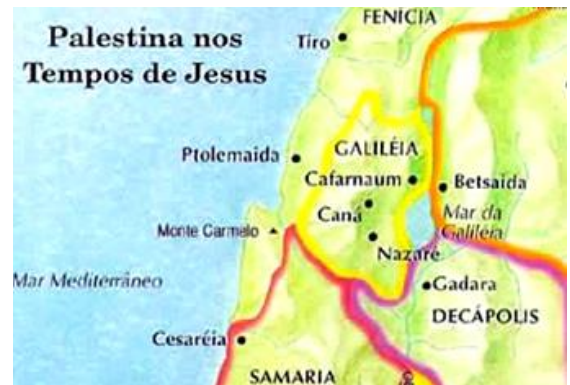 Palestina nos
Tempos de Jesus
FENÍCIA
Tiro
Ptolemaida
GALILÉIA
Cafarnaum
Betsaida
Caná
Mar da
Galiléia
Monte Carmelo
Nazaré
Mar Mediterrâneo
Gadara
DECÁPOLIS
Cesaréia
SAMARIA